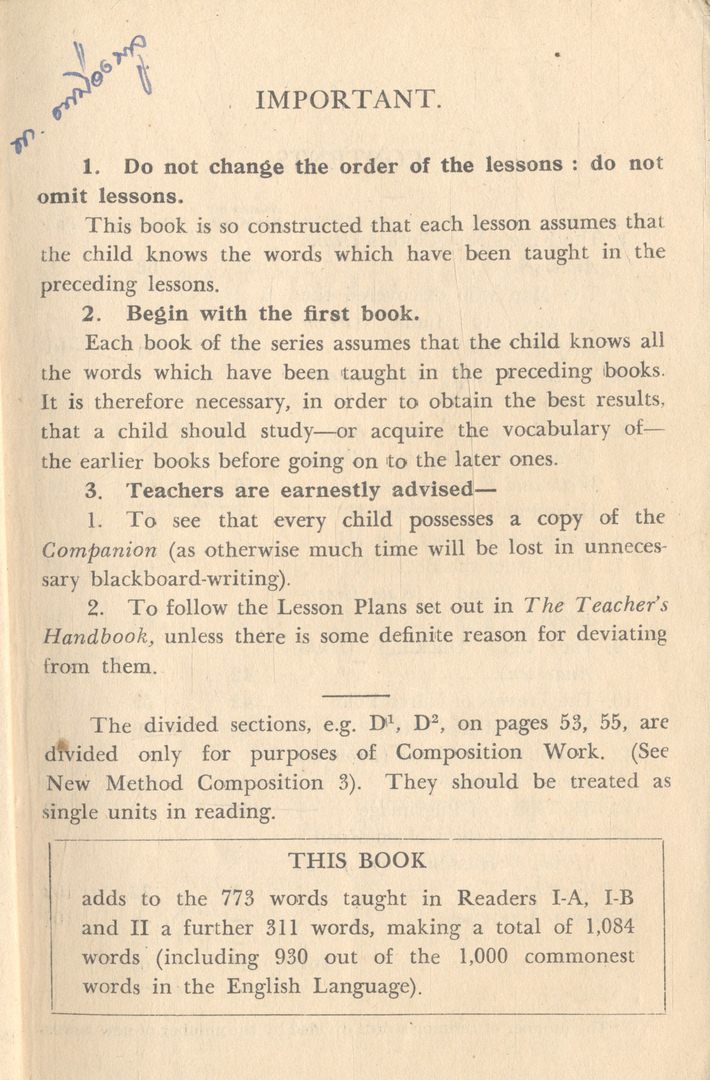 IMPORTANT.
1. Do not change the order of the lessons : do not
omit lessons.
This book is so constructed that each lesson assumes that
the child knows the words which have been taught in the
preceding lessons.
2. Begin with the first book.
Each book of the series assumes that the child knows all
the words which have been taught in the preceding books.
It is therefore necessary, in order to obtain the best results,
that a child should study—or acquire the vocabulary of—
the earlier books before going on to the later ones.
3. Teachers are earnestly advised—
1. To see that every child possesses a copy of the
Companion (as otherwise much time will be lost in unneces-
sary blackboard-writing).
2. To follow the Lesson Plans set out in The Teacher's
Handbook, unless there is some definite reason for deviating
from them.
The divided sections, e.g. D¹, D², on pages 53, 55, are
divided only for purposes of Composition Work. (See
New Method Composition 3). They should be treated as
single units in reading.
THIS BOOK
adds to the 773 words taught in Readers I-A, I-B
and II a further 311 words, making a total of 1,084
words (including 930 out of the 1,000 commonest
words in the English Language).